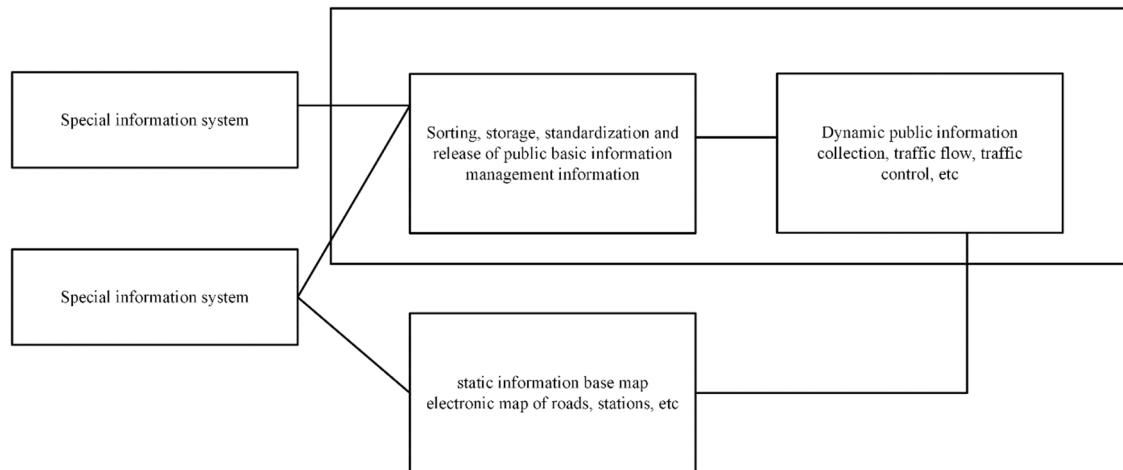 Special information system
Sorting, storage, standardization and
release of public basic information
management information
Dynamic public information
collection, traffic flow, traffic
control, etc
Special information system
static information base map
electronic map of roads, stations, etc